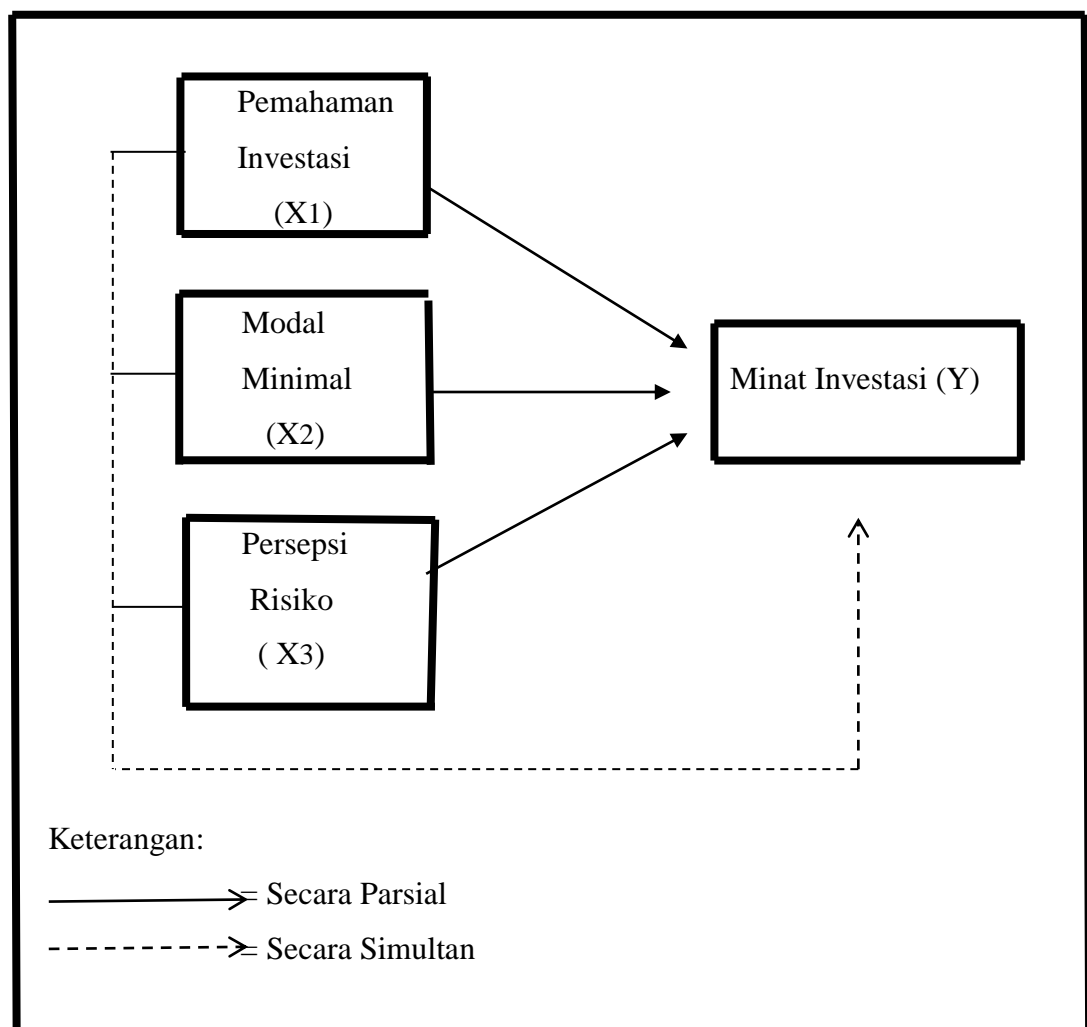 Pemahaman
Investasi
(X1)
Modal
Minimal
(X2)
Minat Investasi (Y)
Persepsi
Risiko
( X3)
Keterangan:
= Secara Parsial
= Secara Simultan